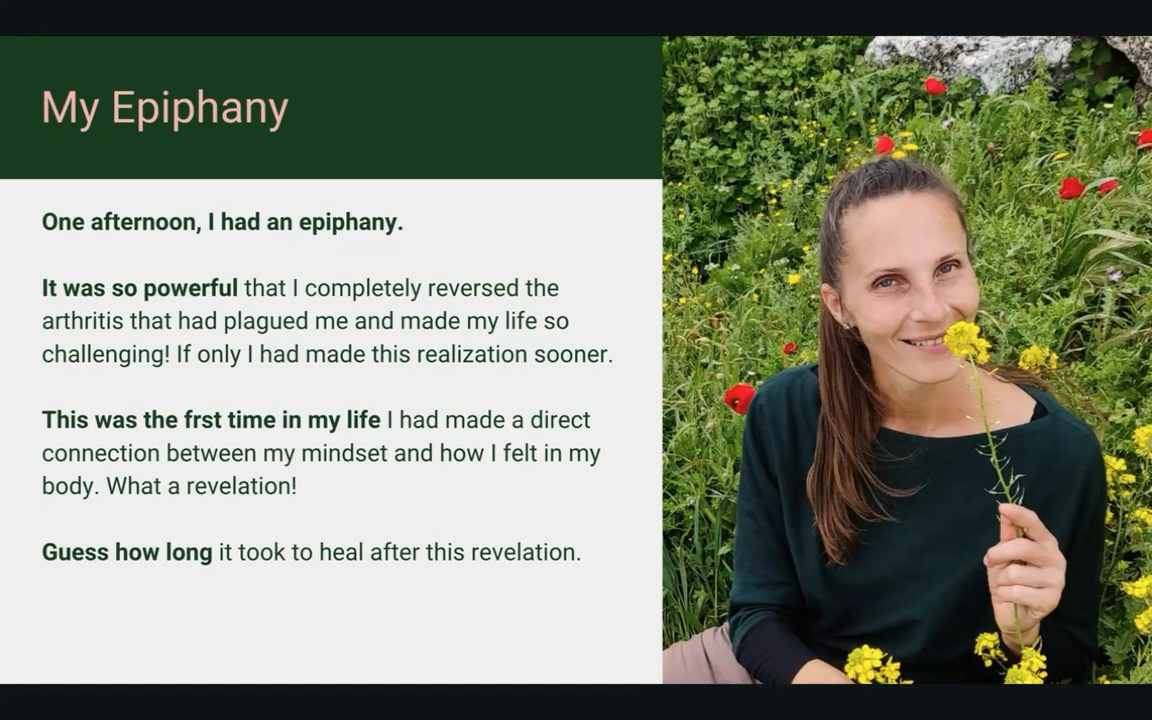 My Epiphany
One afternoon, I had an epiphany.
It was so powerful that I completely reversed the
arthritis that had plagued me and made my life so
challenging! If only I had made this realization sooner.
This was the frst time in my life I had made a direct
connection between my mindset and how I felt in my
body. What a revelation!
Guess how long it took to heal after this revelation.